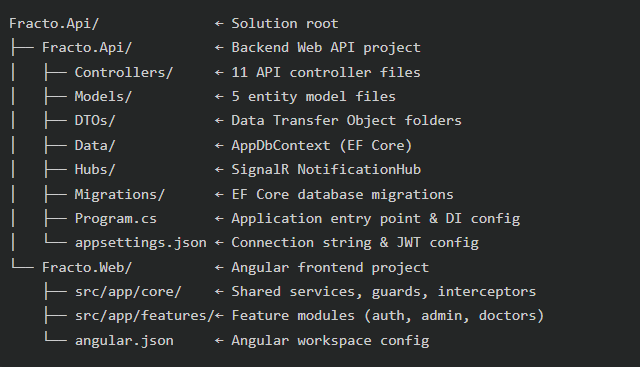 Fracto.Api/              ← Solution root
├── Fracto.Api/          ← Backend Web API project
│   ├── Controllers/     ← 11 API controller files
│   ├── Models/          ← 5 entity model files
│   ├── DTOs/            ← Data Transfer Object folders
│   ├── Data/            ← AppDbContext (EF Core)
│   ├── Hubs/            ← SignalR NotificationHub
│   ├── Migrations/      ← EF Core database migrations
│   ├── Program.cs       ← Application entry point & DI config
│   └── appsettings.json ← Connection string & JWT config
└── Fracto.Web/          ← Angular frontend project
    ├── src/app/core/    ← Shared services, guards, interceptors
    ├── src/app/features/← Feature modules (auth, admin, doctors)
    └── angular.json     ← Angular workspace config